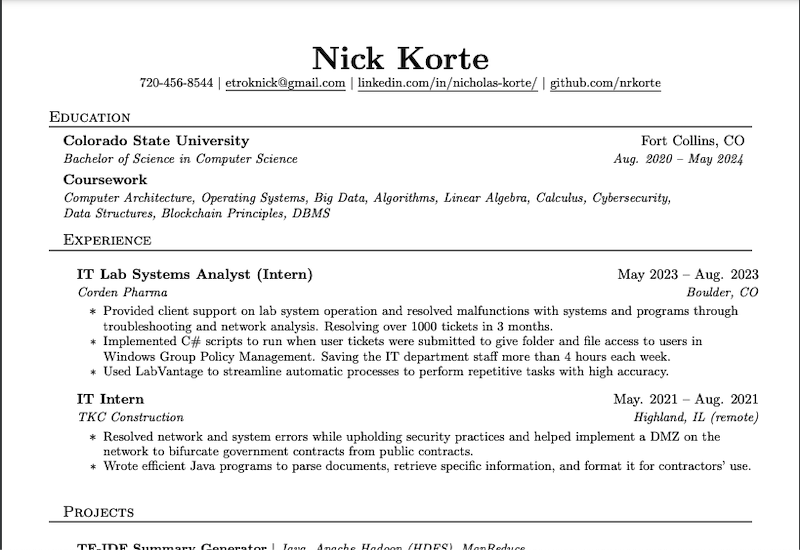 Nick Korte
720-456-8544 | etroknick@gmail.com | linkedin.com/in/nicholas-korte/ | github.com/nrkorte
Education
Colorado State University Fort Collins, CO
Bachelor of Science in Computer Science Aug. 2020 – May 2024
Coursework
Computer Architecture, Operating Systems, Big Data, Algorithms, Linear Algebra, Calculus, Cybersecurity,
Data Structures, Blockchain Principles, DBMS
Experience
IT Lab Systems Analyst (Intern) May 2023 – Aug. 2023
Corden Pharma Boulder, CO
* Provided client support on lab system operation and resolved malfunctions with systems and programs through
troubleshooting and network analysis. Resolving over 1000 tickets in 3 months.
* Implemented C# scripts to run when user tickets were submitted to give folder and file access to users in
Windows Group Policy Management. Saving the IT department staff more than 4 hours each week.
* Used LabVantage to streamline automatic processes to perform repetitive tasks with high accuracy.
IT Intern May. 2021 – Aug. 2021
TKC Construction Highland, IL (remote)
* Resolved network and system errors while upholding security practices and helped implement a DMZ on the
network to bifurcate government contracts from public contracts.
* Wrote efficient Java programs to parse documents, retrieve specific information, and format it for contractors' use.
Projects
TF-IDF Summary Generator | Java, Apache Hadoop (HDFS), MapReduce